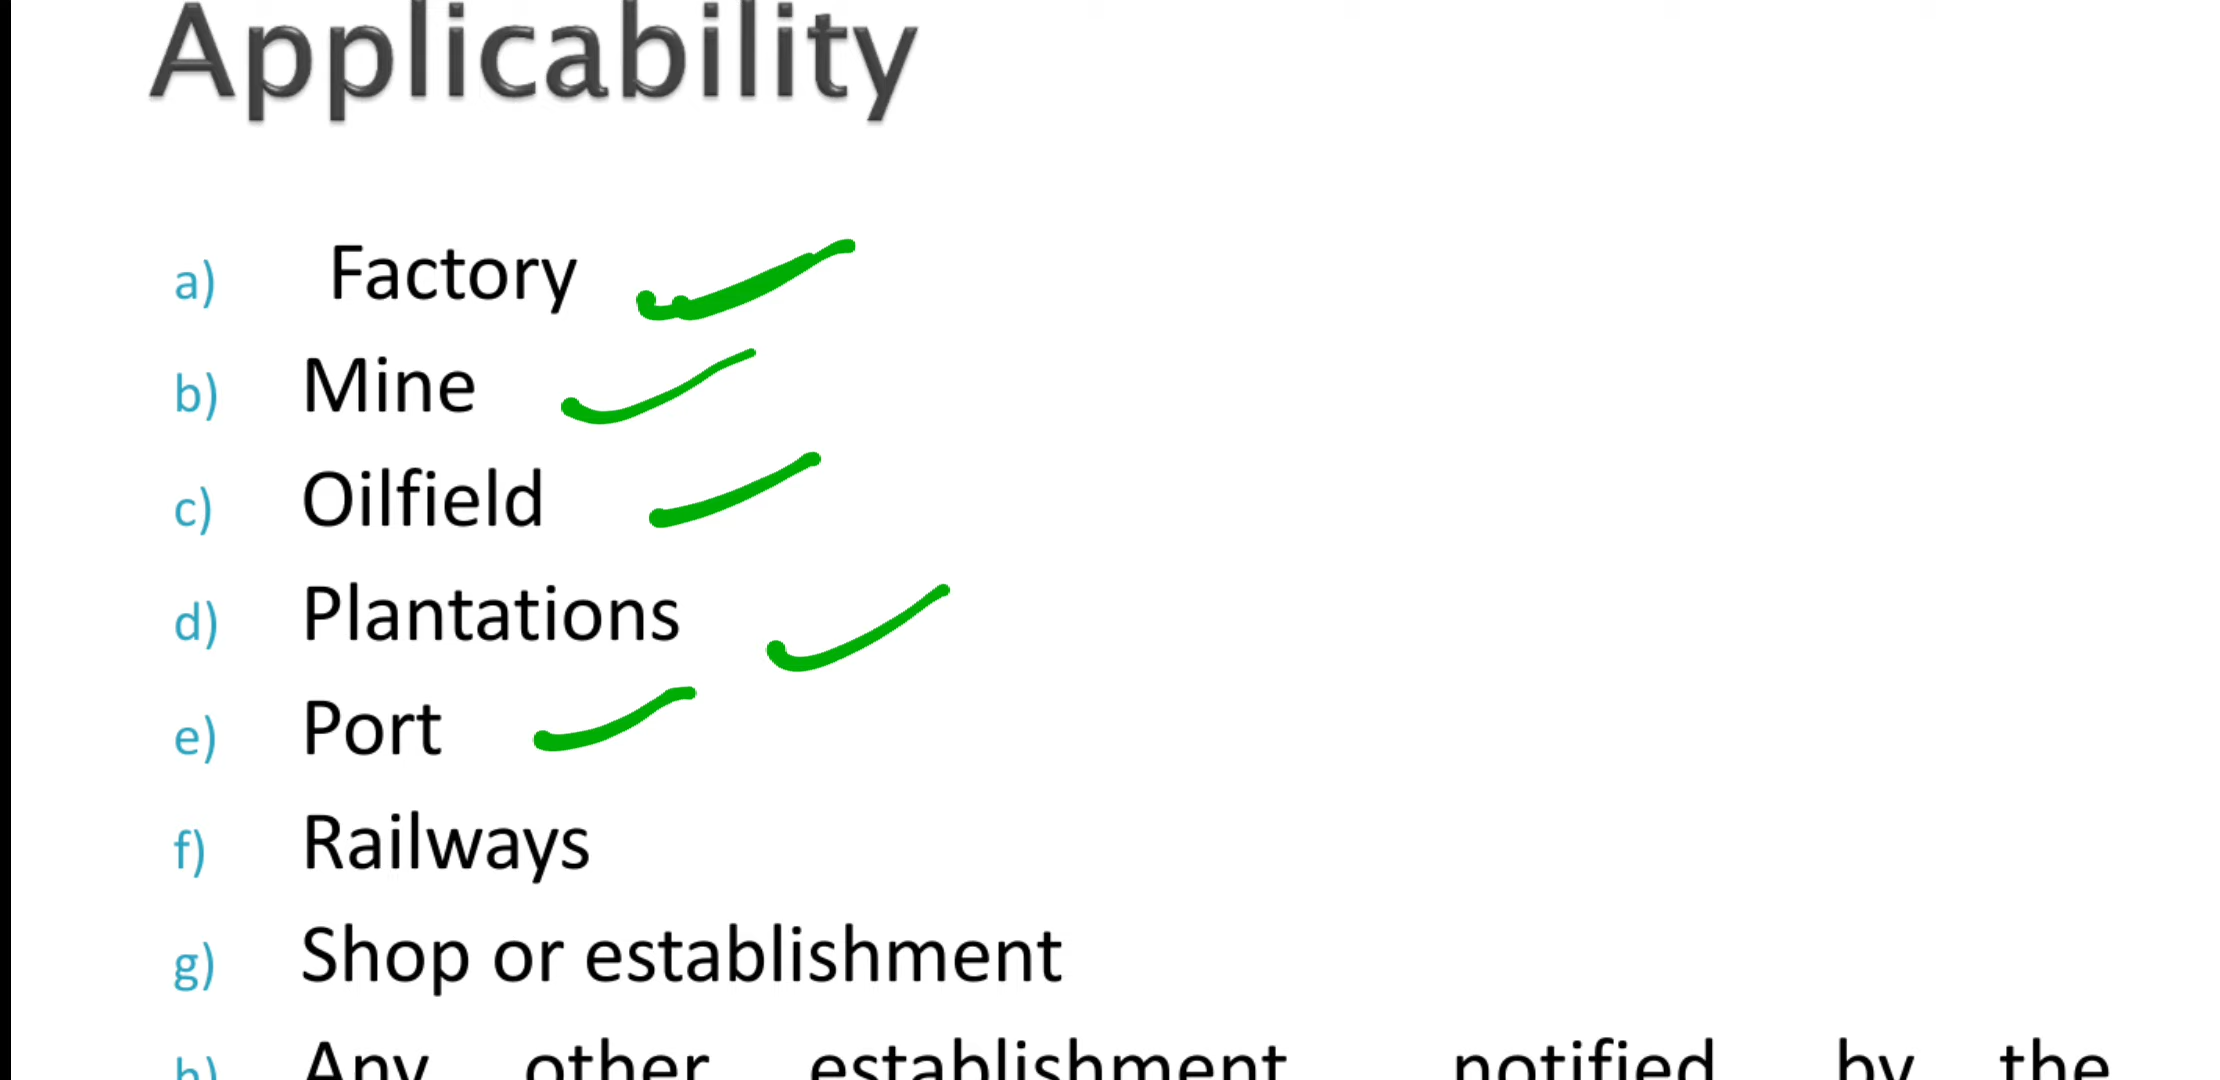 Applicability
a) Factory
b) Mine
c) Oilfield
d) Plantations
e) Port
f) Railways
g) Shop or establishment
h) Any other establishment notified by the